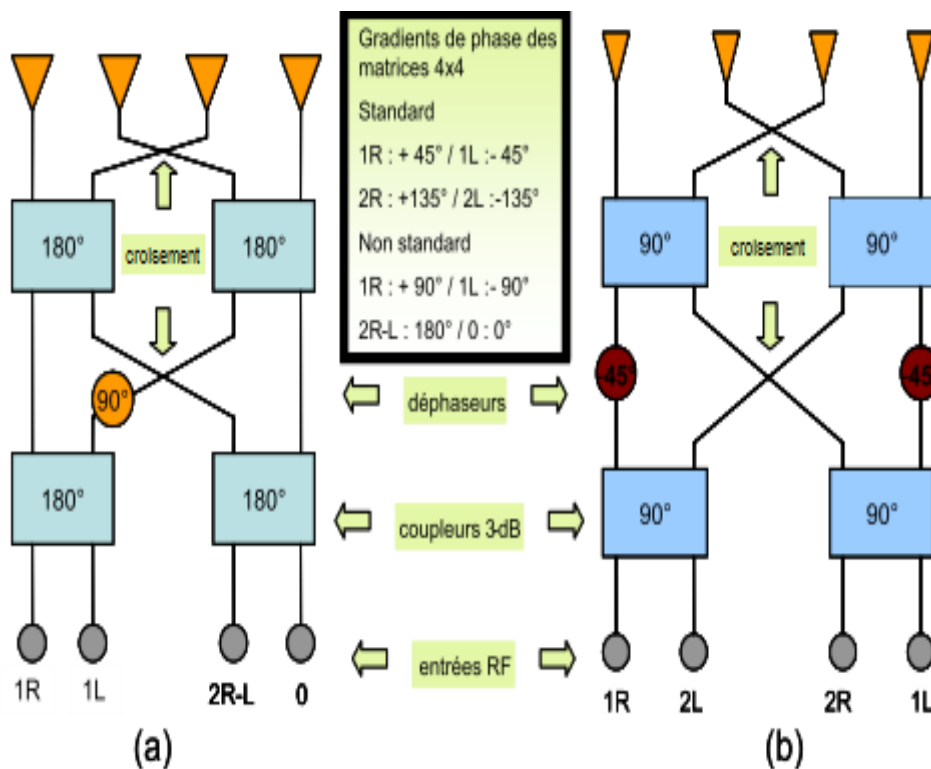 Gradients de phase des
matrices 4x4
Standard
1R : + 45° / 1L :- 45°
2R : +135° / 2L :-135°
Non standard
1R : + 90° / 1L :- 90°
2R-L : 180° / 0 : 0°
180°
180°
croisement
90°
180°
180°
1R
1L
2R-L
0
(a)
déphaseurs
coupleurs 3-dB
entrées RF
90°
90°
croisement
-45°
-45°
90°
90°
1R
2L
2R
1L
(b)